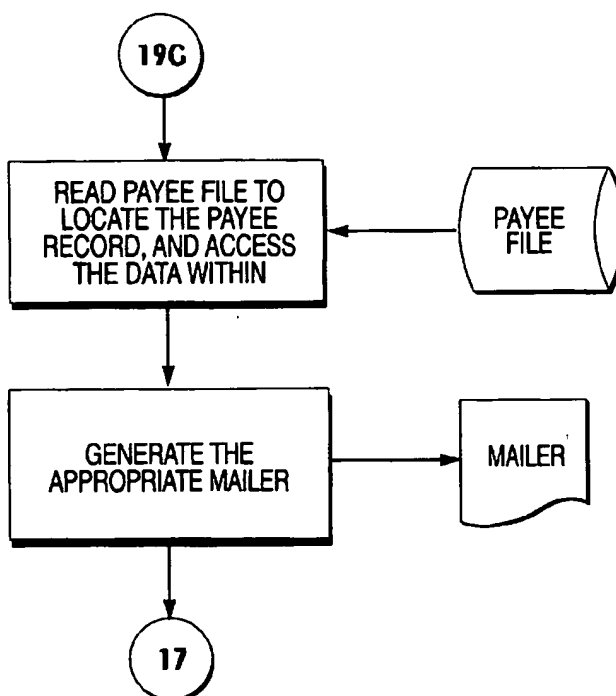 19G
READ PAYEE FILE TO
LOCATE THE PAYEE
RECORD, AND ACCESS
THE DATA WITHIN
PAYEE
FILE
GENERATE THE
APPROPRIATE MAILER
MAILER
17